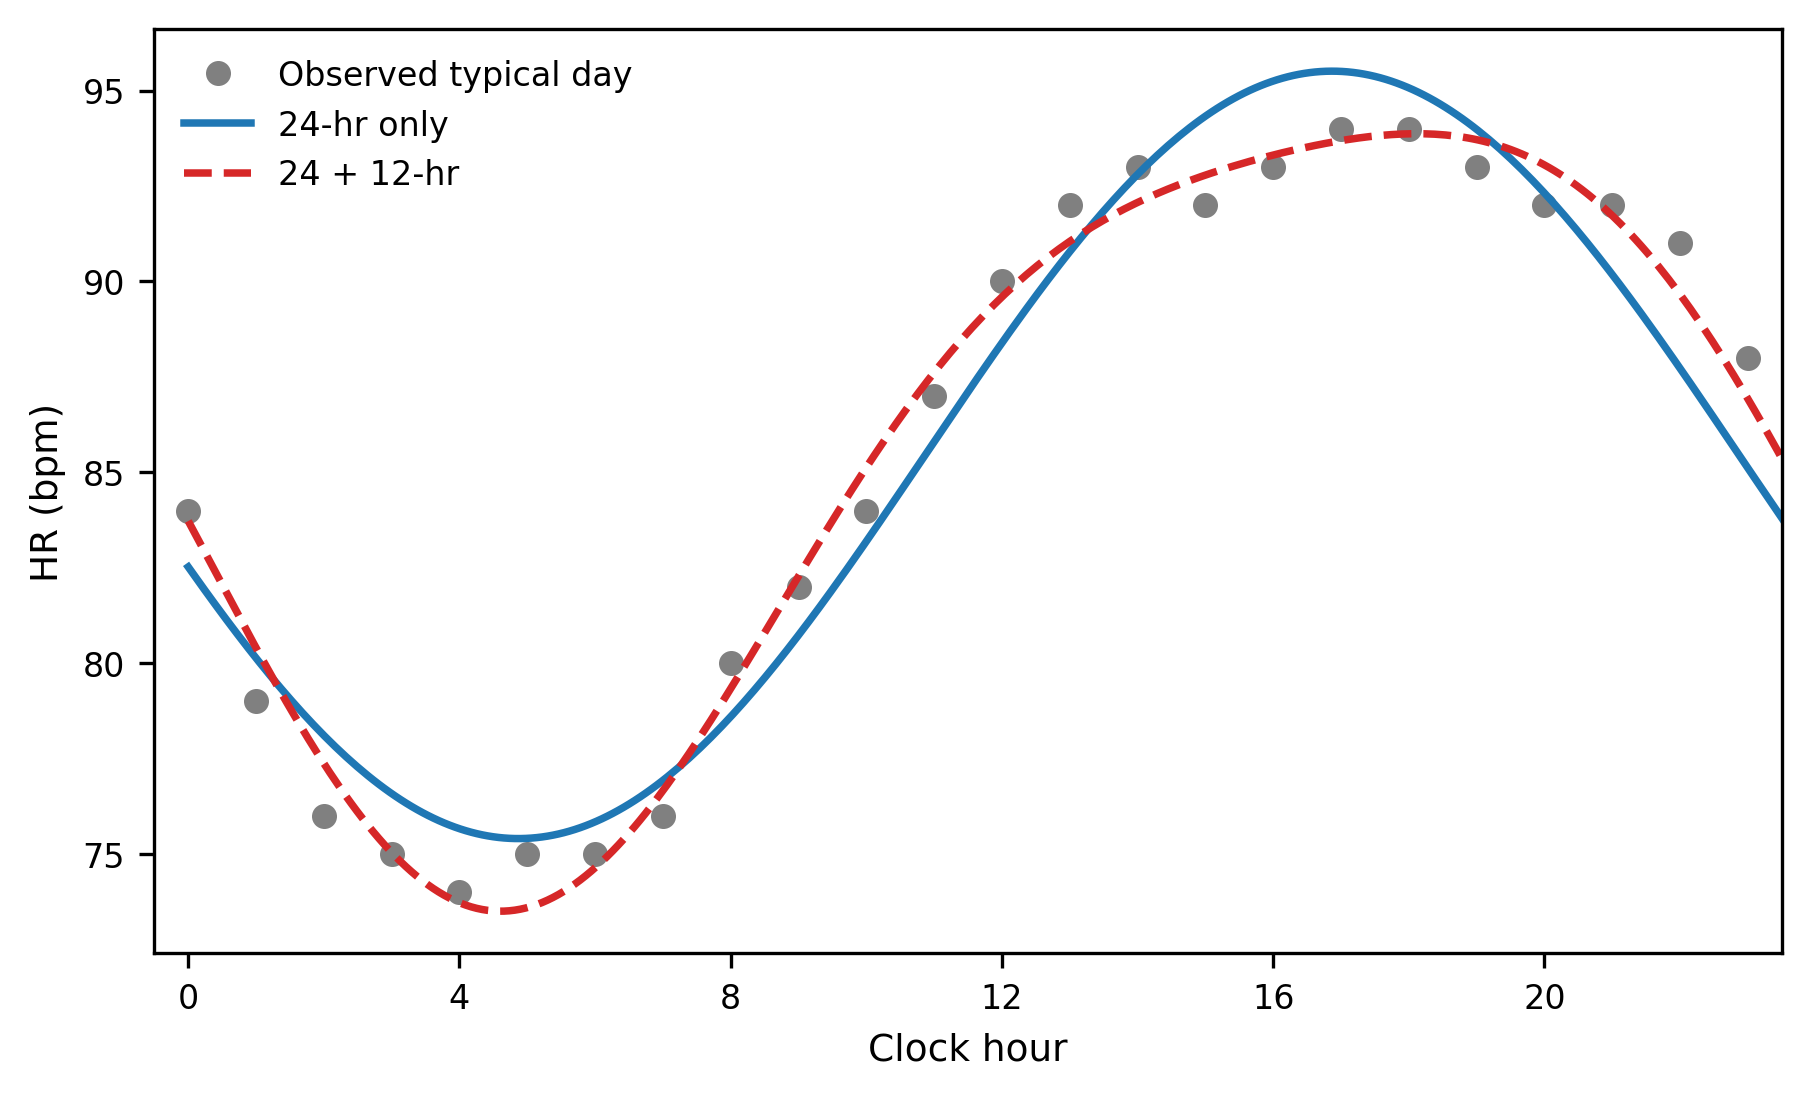 Observed typical day
24-hr only
24 + 12-hr
95
90
85
80
75
HR (bpm)
0 4 8 12 16 20
Clock hour